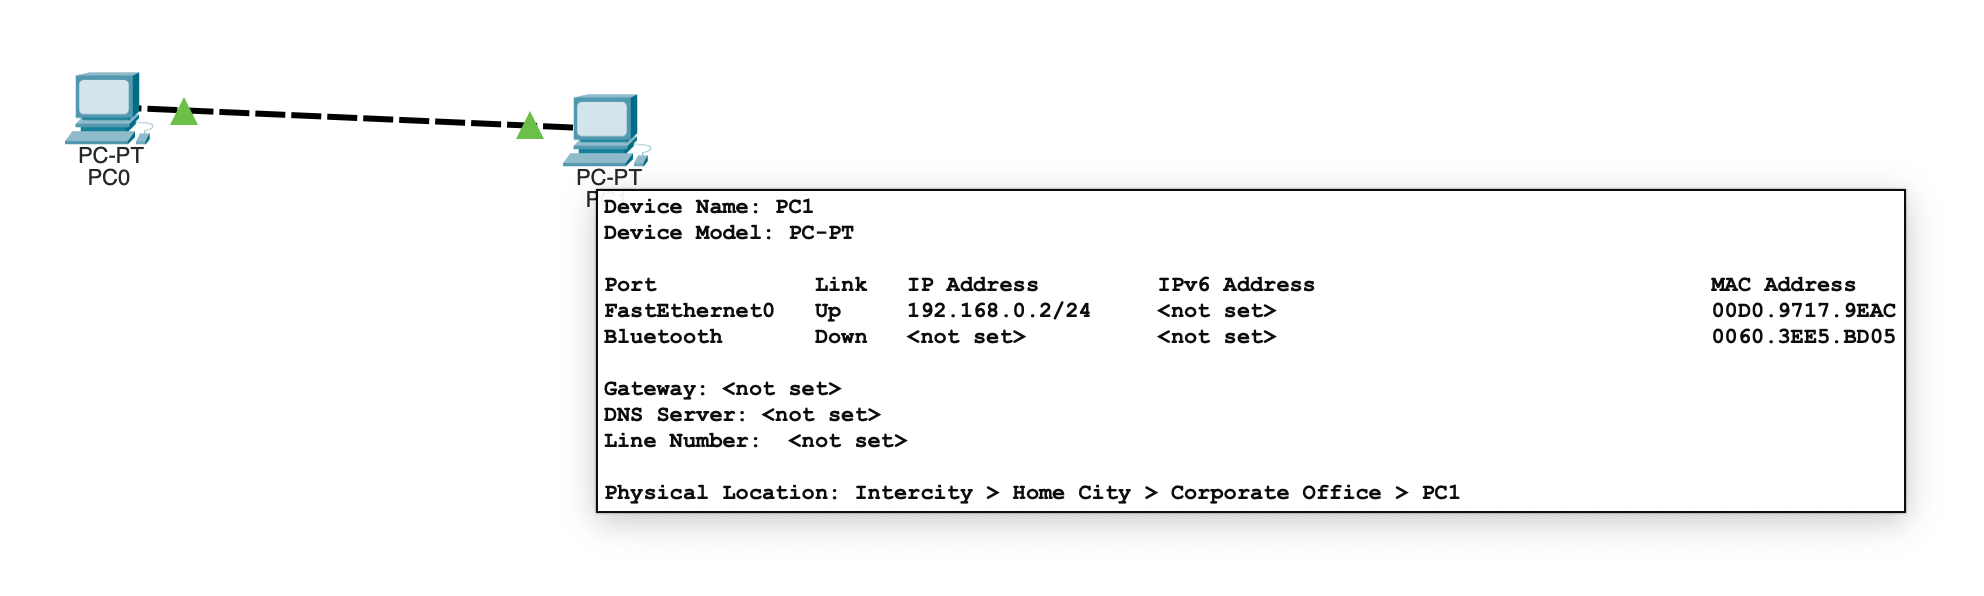 PC-PT
PC0
PC-PT
P
Device Name: PC1
Device Model: PC-PT
Port Link IP Address IPv6 Address MAC Address
FastEthernet0 Up 192.168.0.2/24 <not set> 00D0.9717.9EAC
Bluetooth Down <not set> <not set> 0060.3EE5.BD05
Gateway: <not set>
DNS Server: <not set>
Line Number: <not set>
Physical Location: Intercity > Home City > Corporate Office > PC1